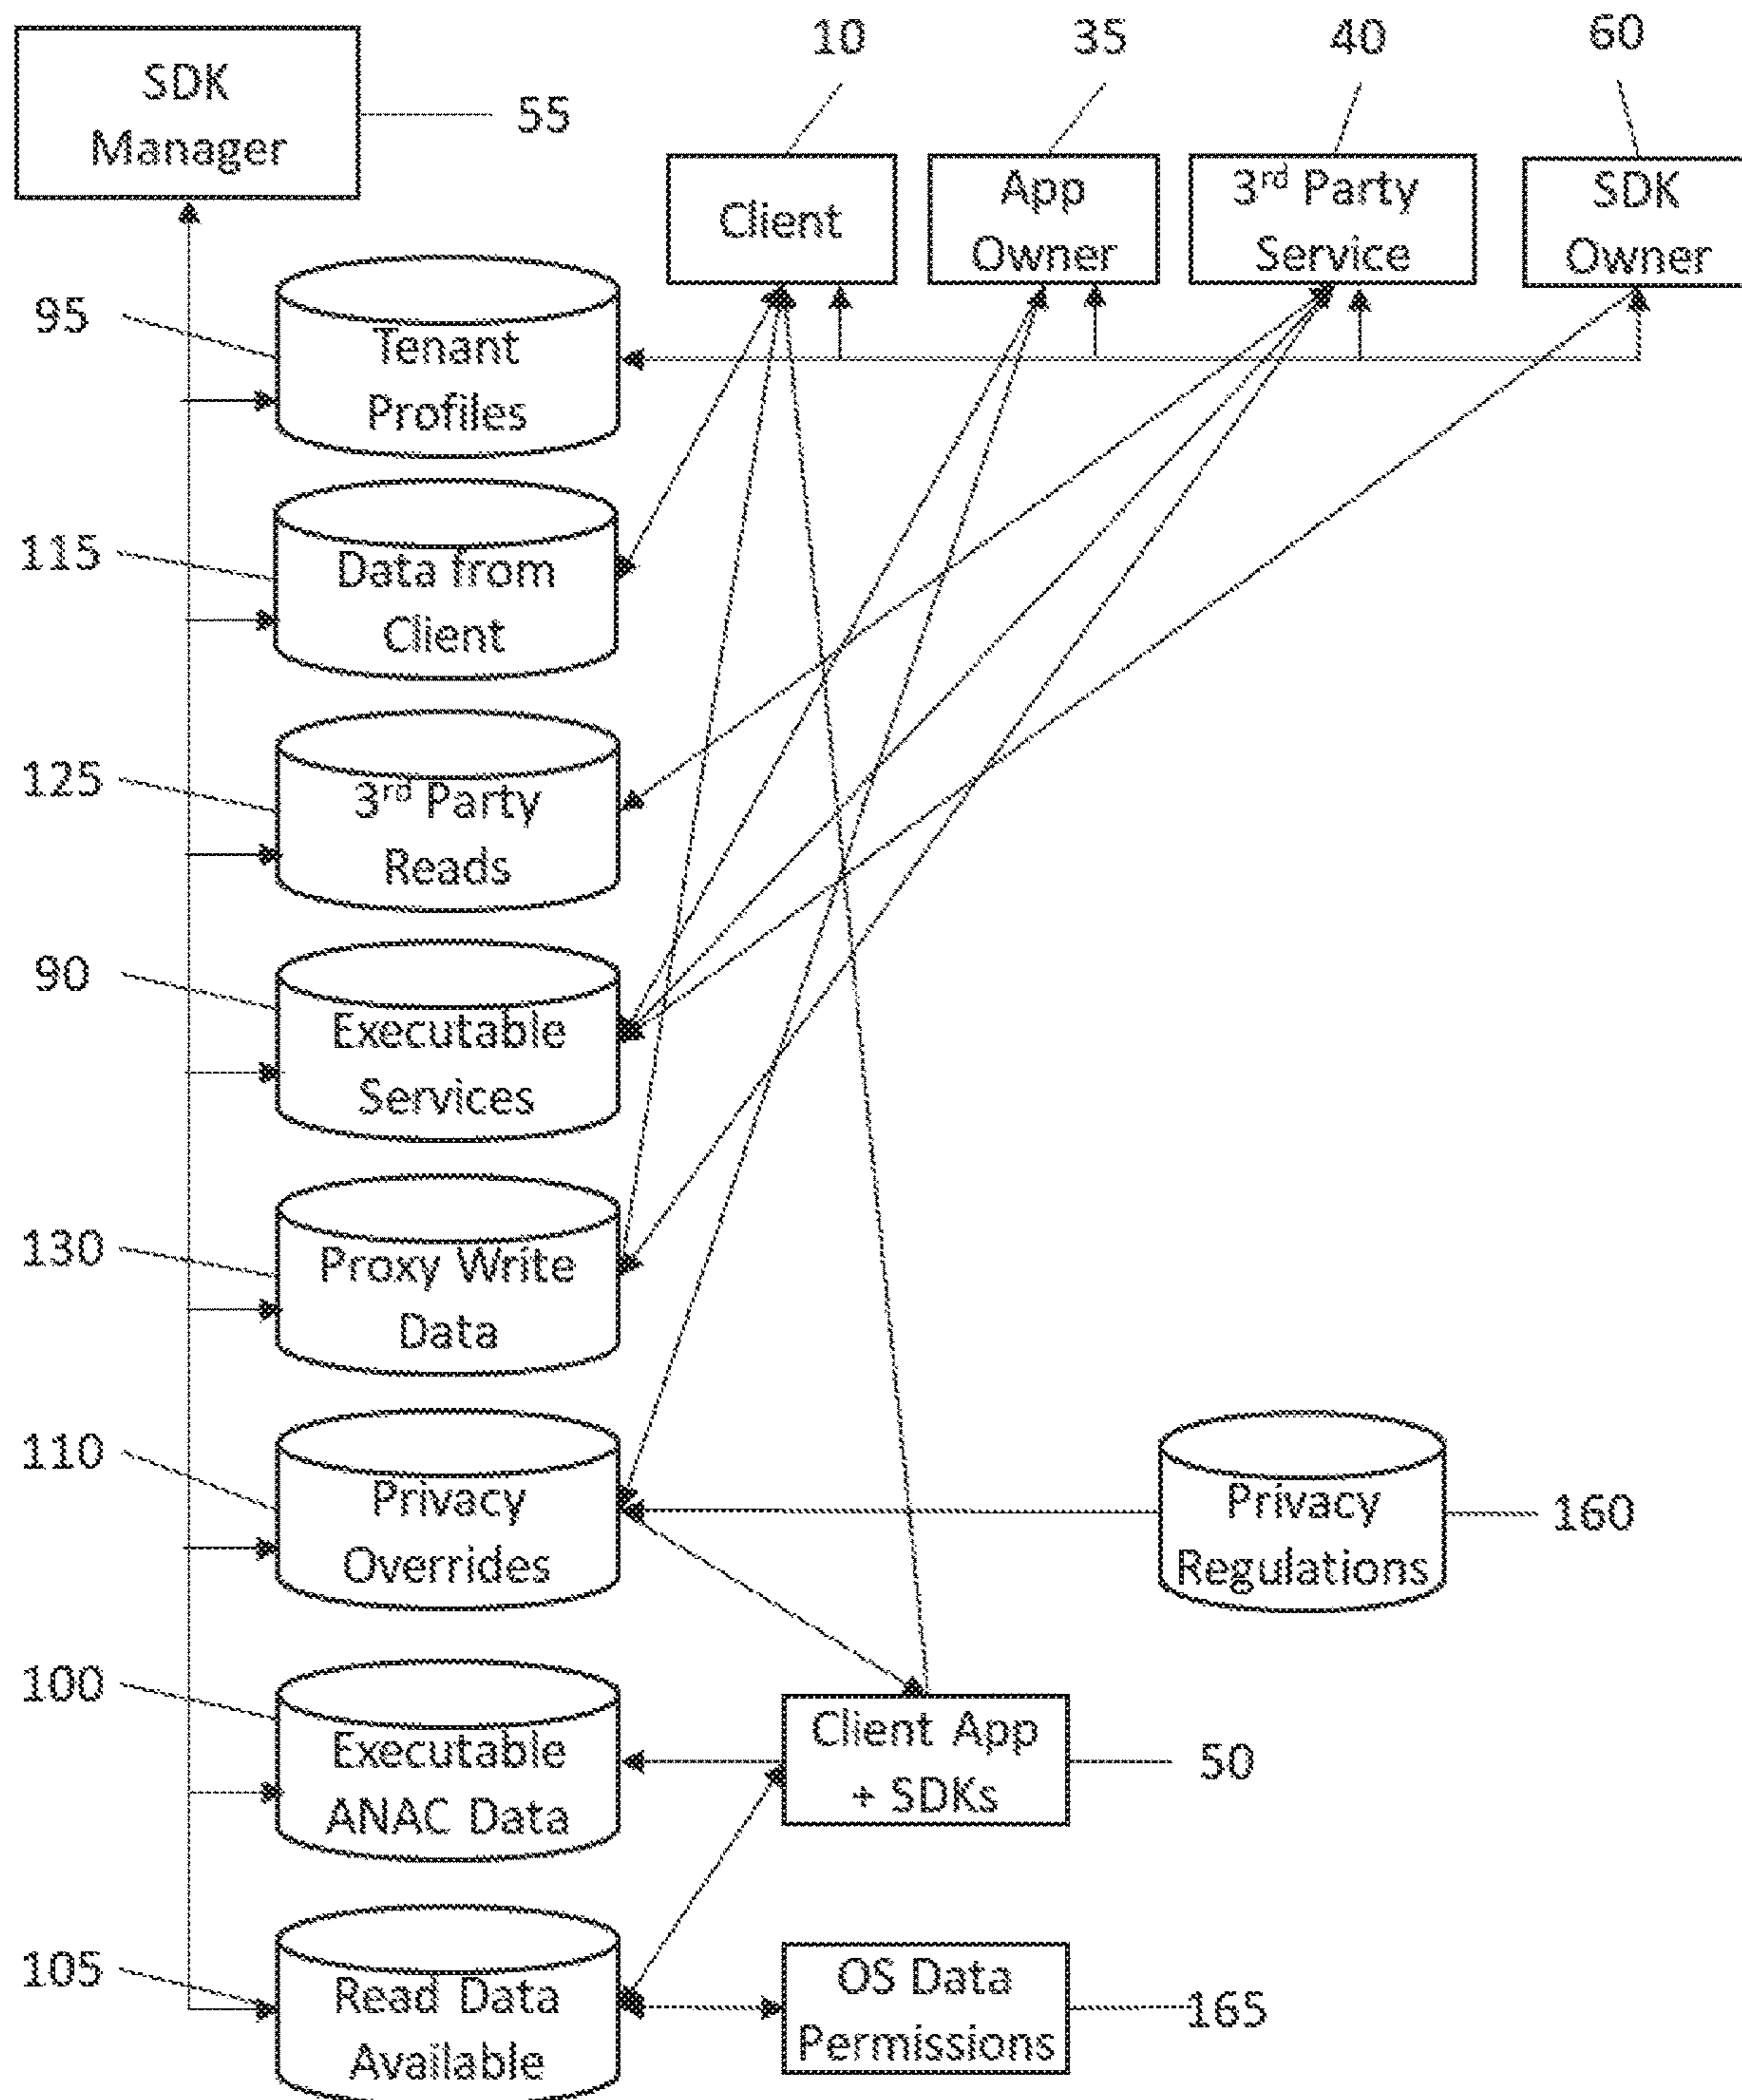 10 35 40 60
SDK
Manager
55
Client
App
Owner
3rd Party
Service
SDK
Owner
95
Tenant
Profiles
115
Data from
Client
125
3rd Party
Reads
90
Executable
Services
130
Proxy Write
Data
110
Privacy
Overrides
Privacy
Regulations
160
100
Executable
ANAC Data
Client App
+ SDKs
50
105
Read Data
Available
OS Data
Permissions
165